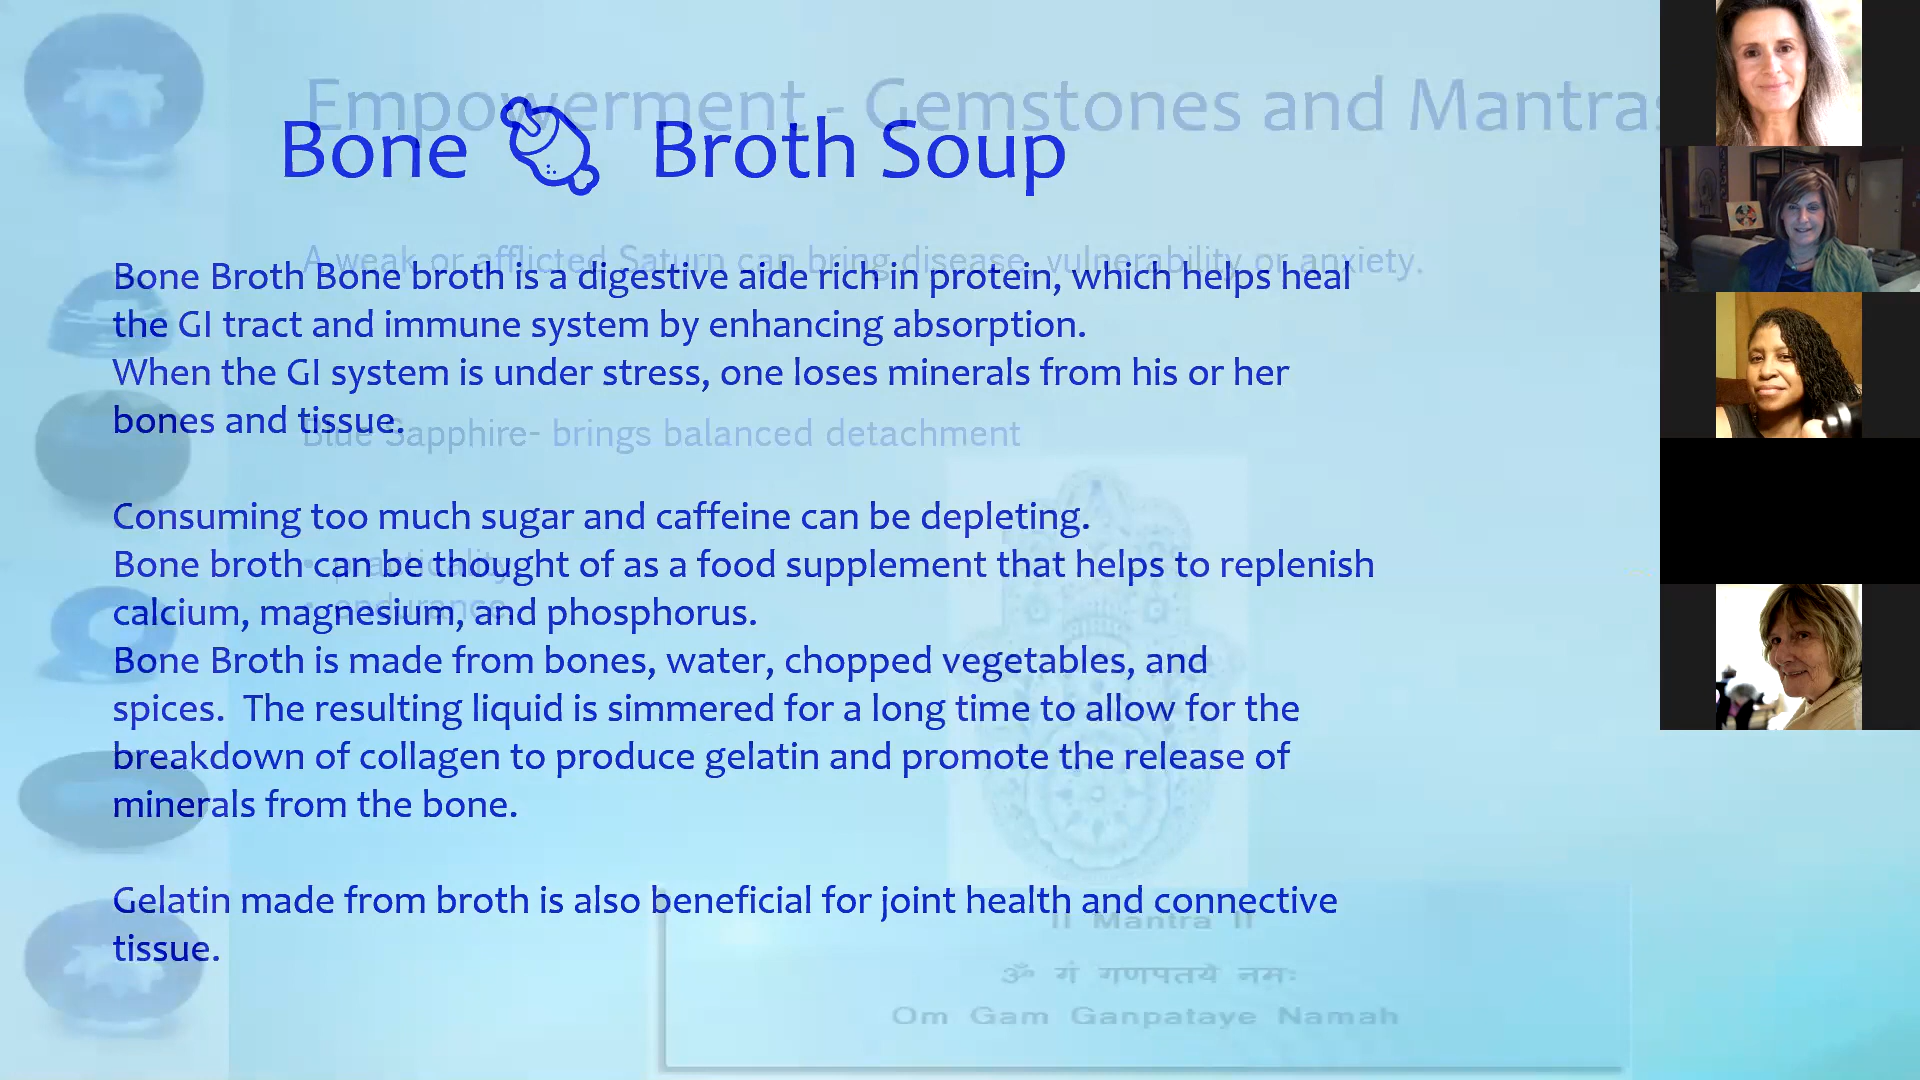 Empowerment - Gemstones and Mantras
Bone Broth Soup
A weak or afflicted Saturn can bring disease, vulnerability or anxiety.
Bone Broth Bone broth is a digestive aide rich in protein, which helps heal
the GI tract and immune system by enhancing absorption.
When the GI system is under stress, one loses minerals from his or her
bones and tissue.
Blue Sapphire- brings balanced detachment
Consuming too much sugar and caffeine can be depleting.
Bone broth can be thought of as a food supplement that helps to replenish
• practicality
calcium, magnesium, and phosphorus.
• endurance
Bone Broth is made from bones, water, chopped vegetables, and
spices.  The resulting liquid is simmered for a long time to allow for the
breakdown of collagen to produce gelatin and promote the release of
minerals from the bone.
Gelatin made from broth is also beneficial for joint health and connective
tissue.
II Mantra II
ॐ गं गणपतये नमः
Om Gam Ganpataye Namah